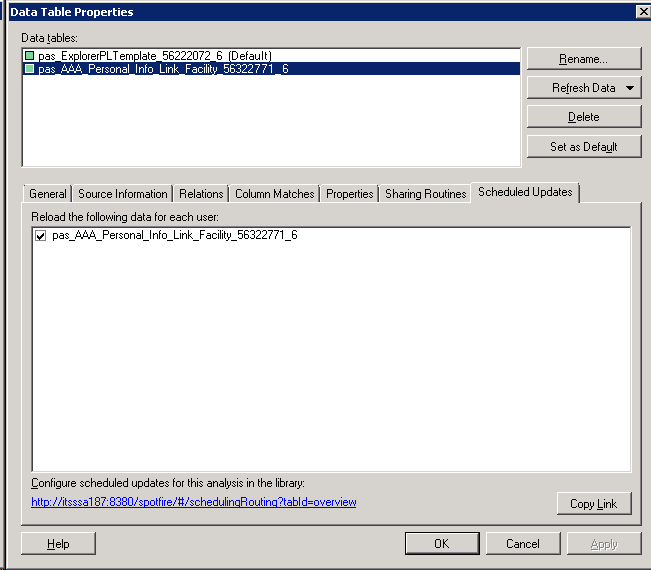 Data Table Properties
Data tables:
pas_ExplorerPLTemplate_56222072_6 (Default)
pas_AAA_Personal_Info_Link_Facility_56322771_6
Rename...
Refresh Data
Delete
Set as Default
General Source Information Relations Column Matches Properties Sharing Routines Scheduled Updates
Reload the following data for each user:
pas_AAA_Personal_Info_Link_Facility_56322771_6
Configure scheduled updates for this analysis in the library:
http://itsssa187:8380/spotfire/#/schedulingRouting?tabId=overview
Copy Link
Help OK Cancel Apply